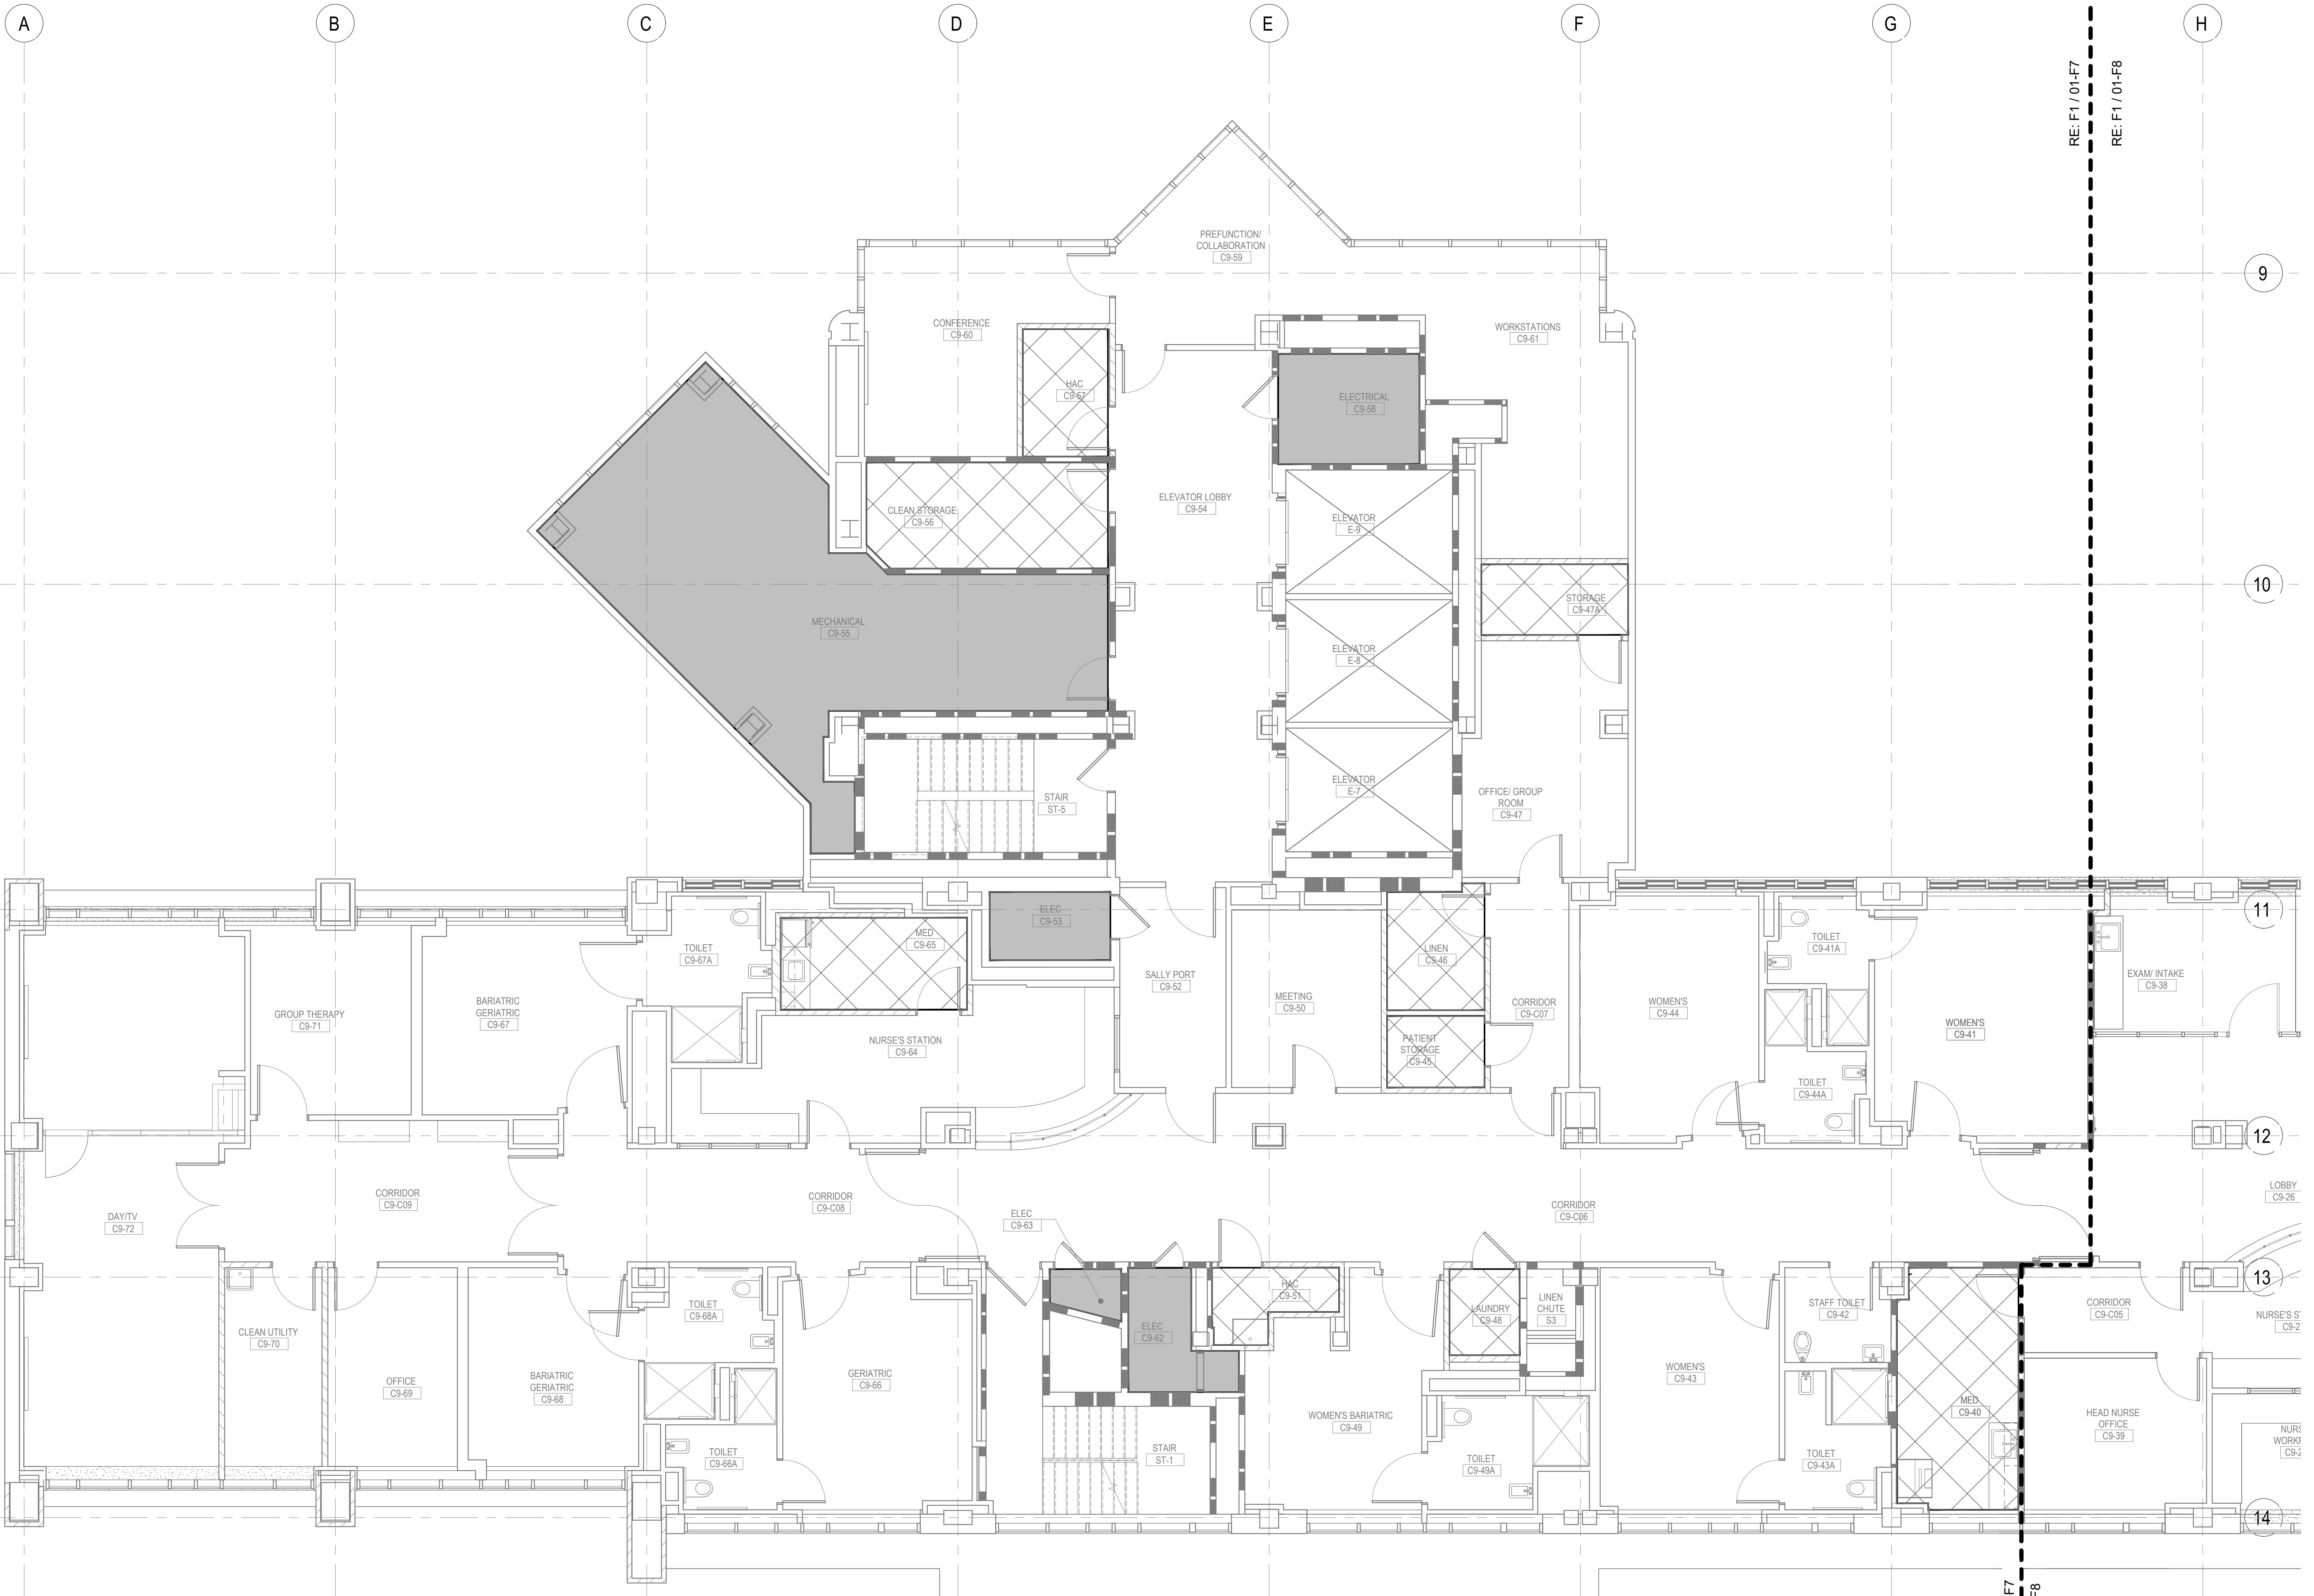 A
B
C
D
E
F
G
H
RE: F1 / 01-F7
RE: F1 / 01-F8
PREFUNCTION/
COLLABORATION
C9-59
9
CONFERENCE
C9-60
WORKSTATIONS
C9-61
HAC
C9-57
ELECTRICAL
C9-58
CLEAN STORAGE
C9-56
ELEVATOR LOBBY
C9-54
ELEVATOR
E-9
10
STORAGE
C9-47A
MECHANICAL
C9-55
ELEVATOR
E-8
ELEVATOR
E-7
OFFICE/ GROUP
ROOM
C9-47
STAIR
ST-5
11
ELEC
C9-53
MED
C9-65
TOILET
C9-67A
LINEN
C9-46
TOILET
C9-41A
SALLY PORT
C9-52
EXAM/ INTAKE
C9-38
GROUP THERAPY
C9-71
BARIATRIC
GERIATRIC
C9-67
MEETING
C9-50
CORRIDOR
C9-C07
WOMEN'S
C9-44
WOMEN'S
C9-41
NURSE'S STATION
C9-64
PATIENT
STORAGE
C9-45
TOILET
C9-44A
12
DAY/TV
C9-72
CORRIDOR
C9-C09
CORRIDOR
C9-C08
ELEC
C9-63
CORRIDOR
C9-C06
LOBBY
C9-26
13
TOILET
C9-68A
HAC
C9-51
LAUNDRY
C9-48
LINEN
CHUTE
S3
STAFF TOILET
C9-42
CORRIDOR
C9-C05
NURSE'S ST
C9-2
CLEAN UTILITY
C9-70
ELEC
C9-62
OFFICE
C9-69
BARIATRIC
GERIATRIC
C9-68
GERIATRIC
C9-66
WOMEN'S
C9-43
WOMEN'S BARIATRIC
C9-49
MED
C9-40
HEAD NURSE
OFFICE
C9-39
NURS
WORKR
C9-2
TOILET
C9-66A
STAIR
ST-1
TOILET
C9-49A
TOILET
C9-43A
14
F7
F8